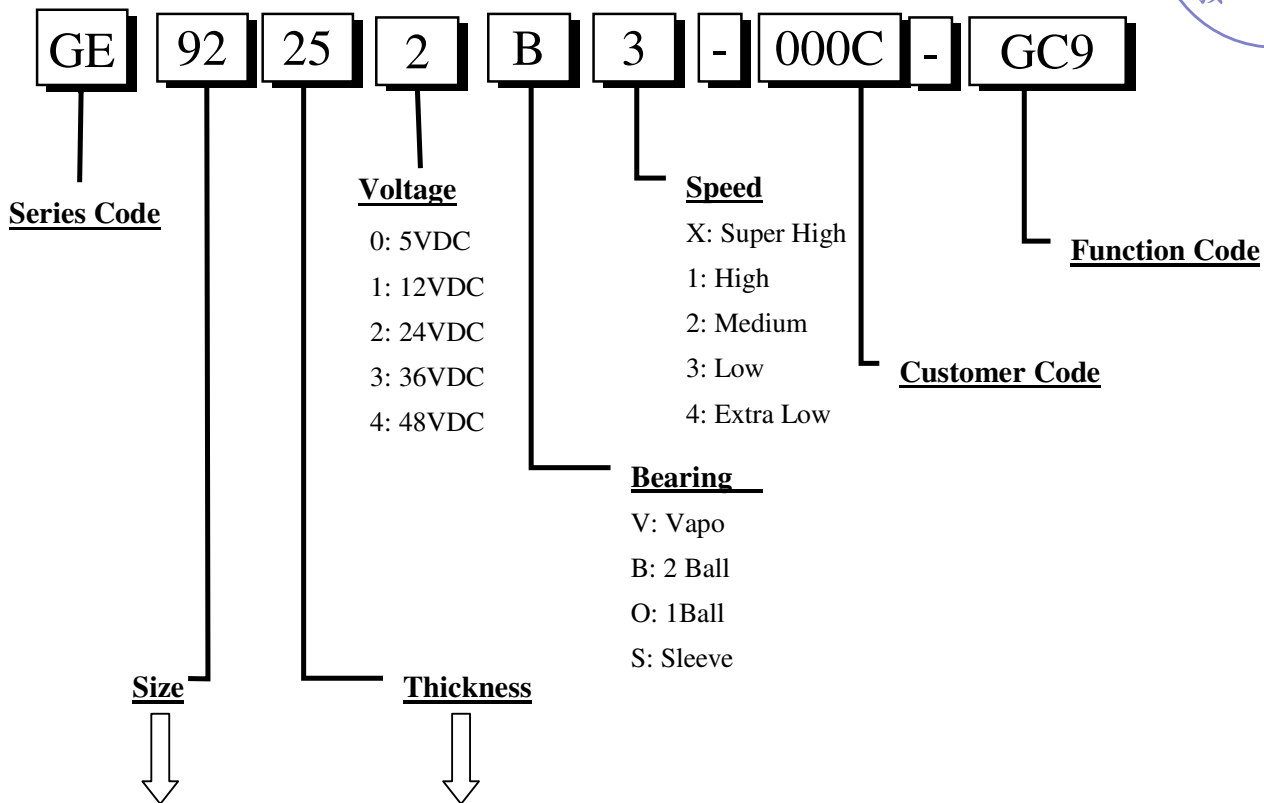 GE 92 25 2 B 3 - 000C - GC9
Series Code
Voltage
0: 5VDC
1: 12VDC
2: 24VDC
3: 36VDC
4: 48VDC
Speed
X: Super High
1: High
2: Medium
3: Low
4: Extra Low
Function Code
Customer Code
Bearing
V: Vapo
B: 2 Ball
O: 1Ball
S: Sleeve
Size
Thickness